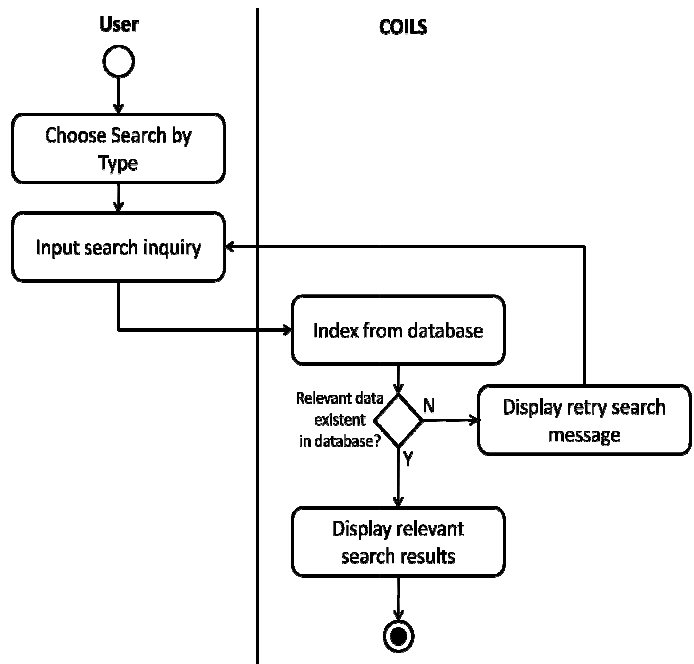 User
COILS
Choose Search by
Type
Input search inquiry
Index from database
Relevant data
existent
in database?
N
Display retry search
message
Y
Display relevant
search results